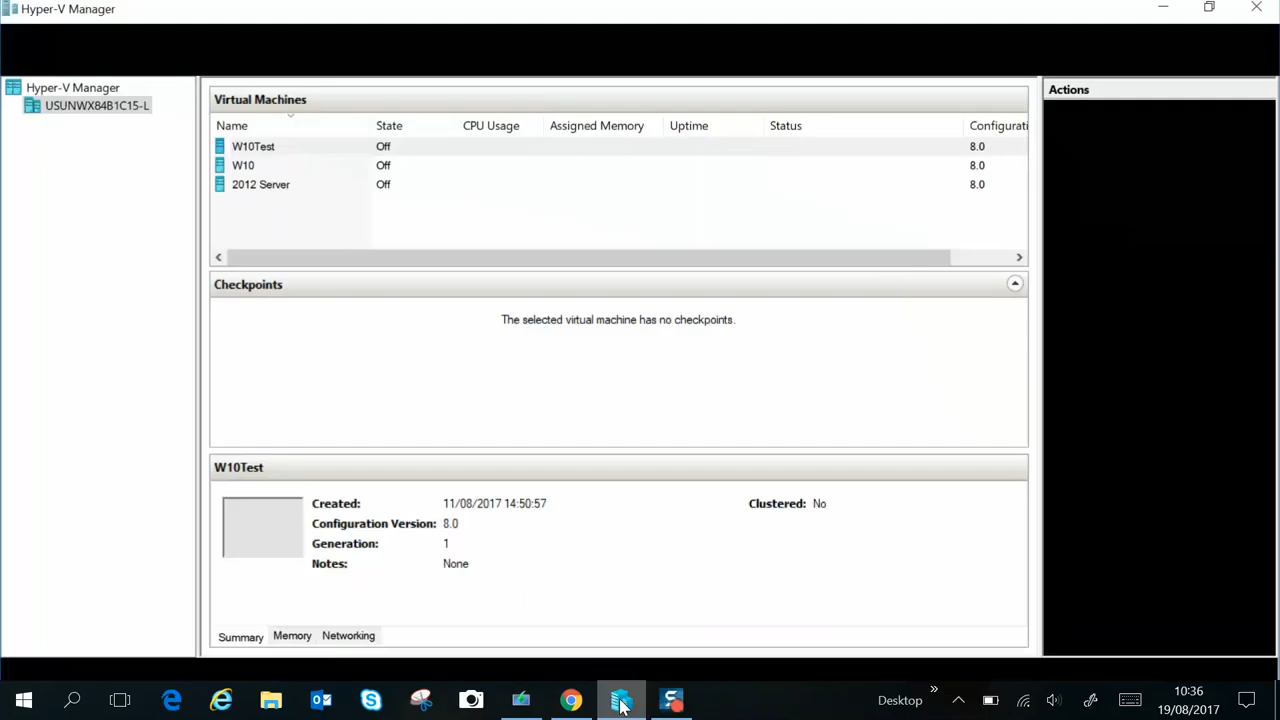 Hyper-V Manager
Hyper-V Manager
USUNWX84B1C15-L
Virtual Machines
Name State CPU Usage Assigned Memory Uptime Status Configurati
W10Test Off 8.0
W10 Off 8.0
2012 Server Off 8.0
Checkpoints
The selected virtual machine has no checkpoints.
W10Test
Created: 11/08/2017 14:50:57 Clustered: No
Configuration Version: 8.0
Generation: 1
Notes: None
Summary Memory Networking
Actions
Desktop
10:36
19/08/2017